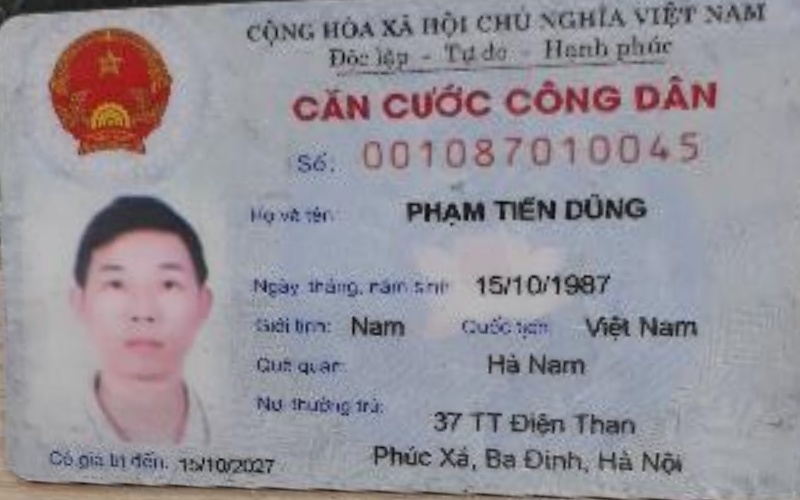 CỘNG HÒA XÃ HỘI CHỦ NGHĨA VIỆT NAM
Độc lập - Tự do - Hạnh phúc
CĂN CƯỚC CÔNG DÂN
Số: 001087010045
Họ và tên: PHẠM TIẾN DŨNG
Ngày, tháng, năm sinh: 15/10/1987
Giới tính: Nam Quốc tịch: Việt Nam
Quê quán: Hà Nam
Nơi thường trú: 37 TT Điện Than
Phúc Xá, Ba Đình, Hà Nội
Có giá trị đến: 15/10/2027